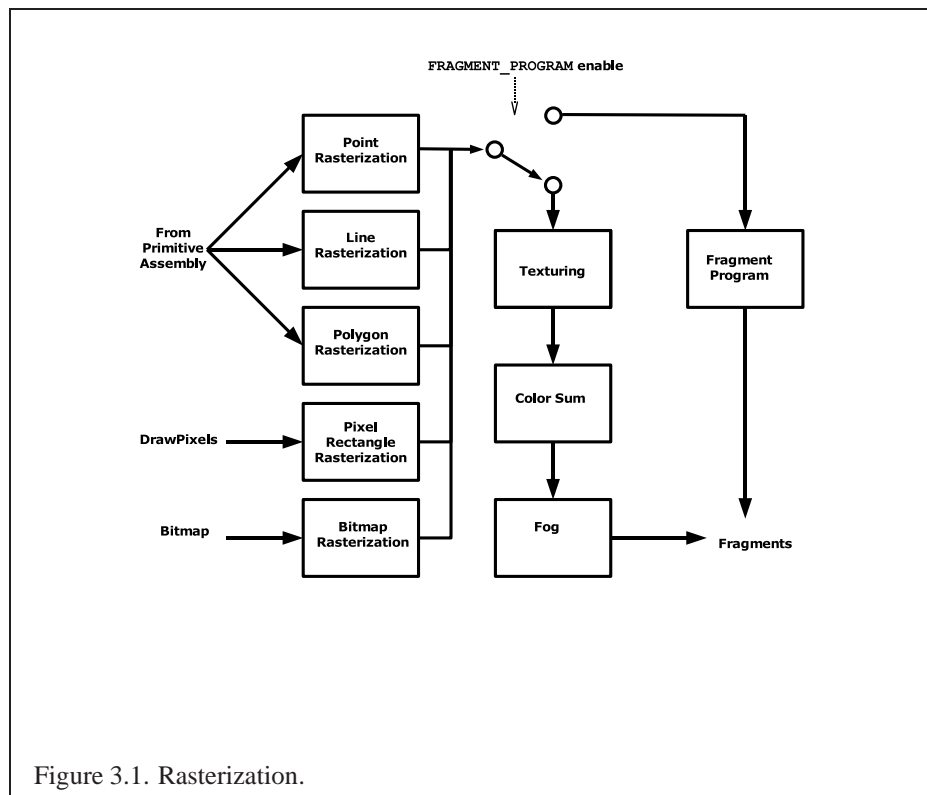 FRAGMENT_PROGRAM enable
Point
Rasterization
From
Primitive
Assembly
Line
Rasterization
Polygon
Rasterization
DrawPixels
Pixel
Rectangle
Rasterization
Bitmap
Bitmap
Rasterization
Texturing
Color Sum
Fog
Fragment
Program
Fragments
Figure 3.1. Rasterization.